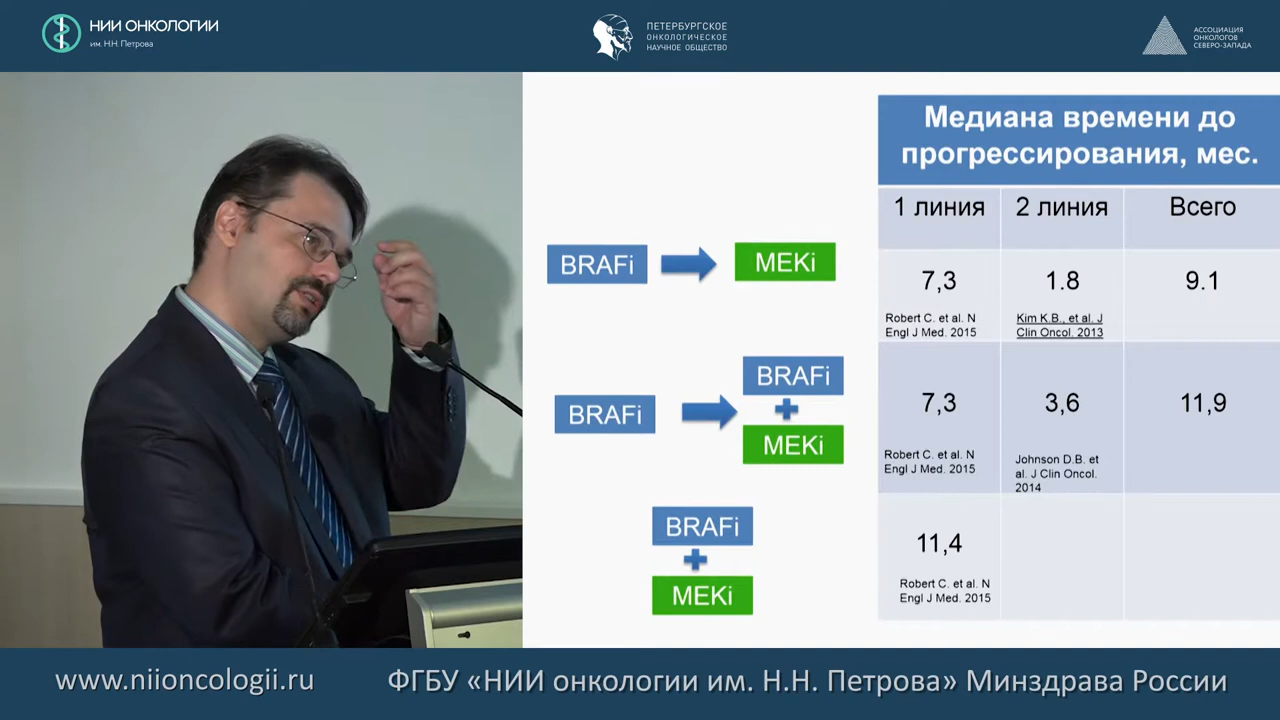 НИИ ОНКОЛОГИИ
им. Н.Н. Петрова
ПЕТЕРБУРГСКОЕ
ОНКОЛОГИЧЕСКОЕ
НАУЧНОЕ ОБЩЕСТВО
АССОЦИАЦИЯ
ОНКОЛОГОВ
СЕВЕРО-ЗАПАДА
Медиана времени до
прогрессирования, мес.
1 линия 2 линия Всего
BRAFi MEKi
7,3 1.8 9.1
Robert C. et al. N
Engl J Med. 2015
Kim K.B., et al. J
Clin Oncol. 2013
BRAFi
BRAFi
+
MEKi
7,3 3,6 11,9
Robert C. et al. N
Engl J Med. 2015
Johnson D.B. et
al. J Clin Oncol.
2014
BRAFi
+
MEKi
11,4
Robert C. et al. N
Engl J Med. 2015
www.niioncologii.ru ФГБУ «НИИ онкологии им. Н.Н. Петрова» Минздрава России